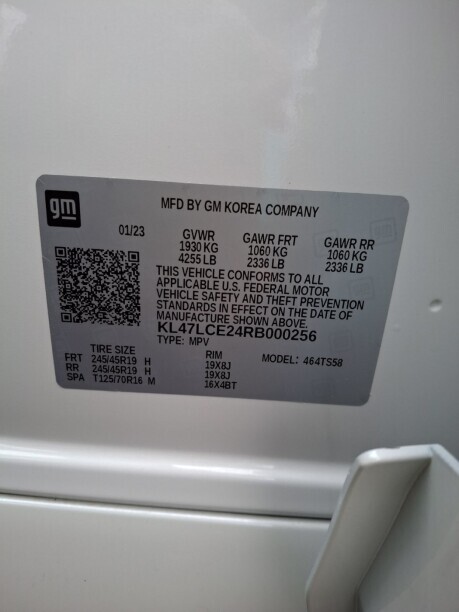 gm
MFD BY GM KOREA COMPANY
01/23 GVWR GAWR FRT GAWR RR
1930 KG 1060 KG 1060 KG
4255 LB 2336 LB 2336 LB
THIS VEHICLE CONFORMS TO ALL
APPLICABLE U.S. FEDERAL MOTOR
VEHICLE SAFETY AND THEFT PREVENTION
STANDARDS IN EFFECT ON THE DATE OF
MANUFACTURE SHOWN ABOVE.
KL47LCE24RB000256
TYPE: MPV
TIRE SIZE RIM MODEL: 464TS58
FRT 245/45R19 H 19X8J
RR 245/45R19 H 19X8J
SPA T125/70R16 M 16X4BT